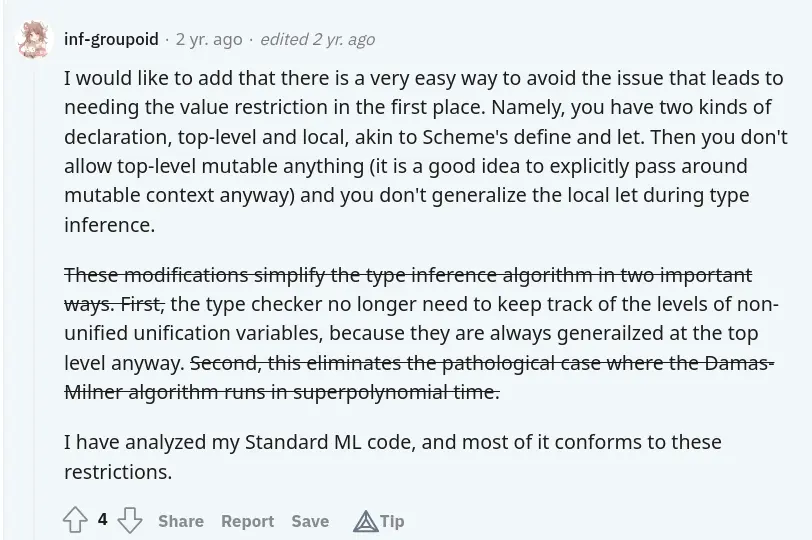 inf-groupoid · 2 yr. ago · edited 2 yr. ago
I would like to add that there is a very easy way to avoid the issue that leads to
needing the value restriction in the first place. Namely, you have two kinds of
declaration, top-level and local, akin to Scheme's define and let. Then you don't
allow top-level mutable anything (it is a good idea to explicitly pass around
mutable context anyway) and you don't generalize the local let during type
inference.
These modifications simplify the type inference algorithm in two important
ways. First, the type checker no longer need to keep track of the levels of non-
unified unification variables, because they are always generailzed at the top
level anyway. Second, this eliminates the pathological case where the Damas-
Milner algorithm runs in superpolynomial time.
I have analyzed my Standard ML code, and most of it conforms to these
restrictions.
4 Share Report Save Tip